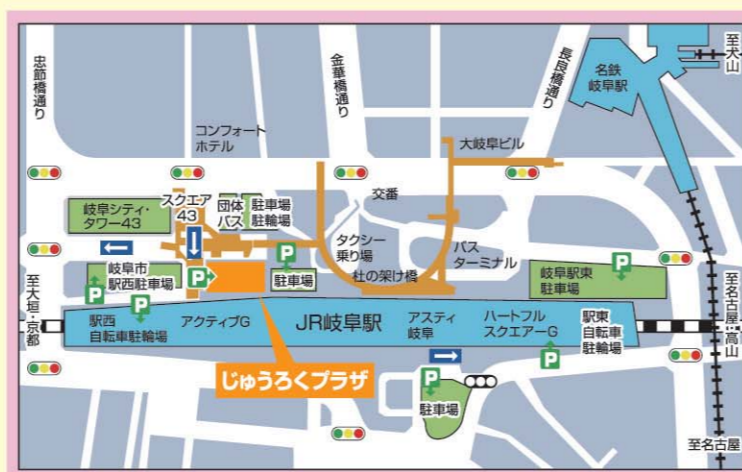 忠節橋通り
金華橋通り
長良橋通り
至犬山
名鉄
岐阜駅
コンフォート
ホテル
大岐阜ビル
岐阜シティ・
タワー43
スクエア
43
団体
バス
駐車場
駐輪場
交番
タクシー
乗り場
バス
ターミナル
杜の架け橋
岐阜市
駅西駐車場
P
P
P
P
駐車場
岐阜駅東
駐車場
P
至大垣・京都
駅西
自転車駐輪場
アクティブG
JR岐阜駅
アスティ
岐阜
ハートフル
スクエアーG
駅東
自転車
駐輪場
至名古屋・高山
じゅうろくプラザ
P
駐車場
P
至名古屋